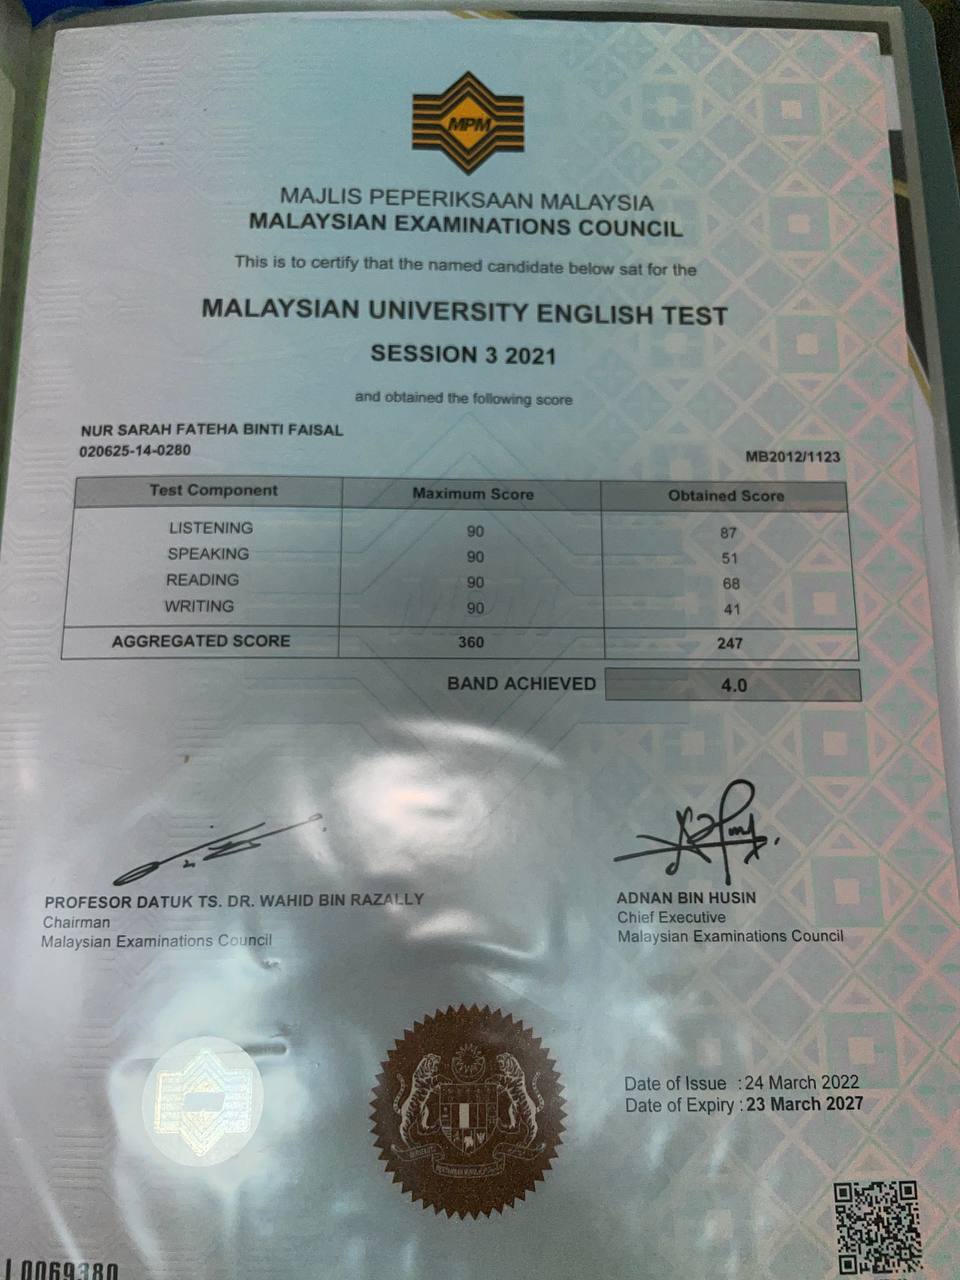 MPM
MAJLIS PEPERIKSAAN MALAYSIA
MALAYSIAN EXAMINATIONS COUNCIL
This is to certify that the named candidate below sat for the
MALAYSIAN UNIVERSITY ENGLISH TEST
SESSION 3 2021
and obtained the following score
NUR SARAH FATEHA BINTI FAISAL
020625-14-0280
MB2012/1123
Test Component Maximum Score Obtained Score
LISTENING 90 87
SPEAKING 90 51
READING 90 68
WRITING 90 41
AGGREGATED SCORE 360 247
BAND ACHIEVED 4.0
PROFESOR DATUK TS. DR. WAHID BIN RAZALLY
Chairman
Malaysian Examinations Council
ADNAN BIN HUSIN
Chief Executive
Malaysian Examinations Council
Date of Issue : 24 March 2022
Date of Expiry : 23 March 2027